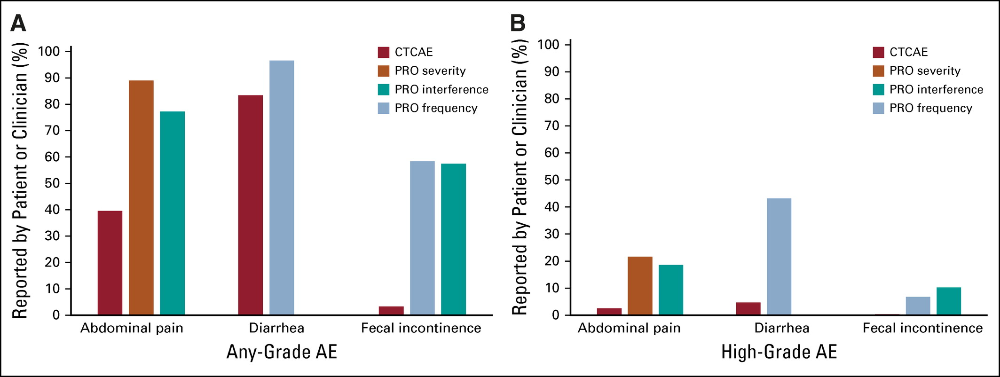 A
Reported by Patient or Clinician (%)
100
90
80
70
60
50
40
30
20
10
0
CTCAE
PRO severity
PRO interference
PRO frequency
Abdominal pain
Diarrhea
Fecal incontinence
Any-Grade AE
B
Reported by Patient or Clinician (%)
100
90
80
70
60
50
40
30
20
10
0
CTCAE
PRO severity
PRO interference
PRO frequency
Abdominal pain
Diarrhea
Fecal incontinence
High-Grade AE